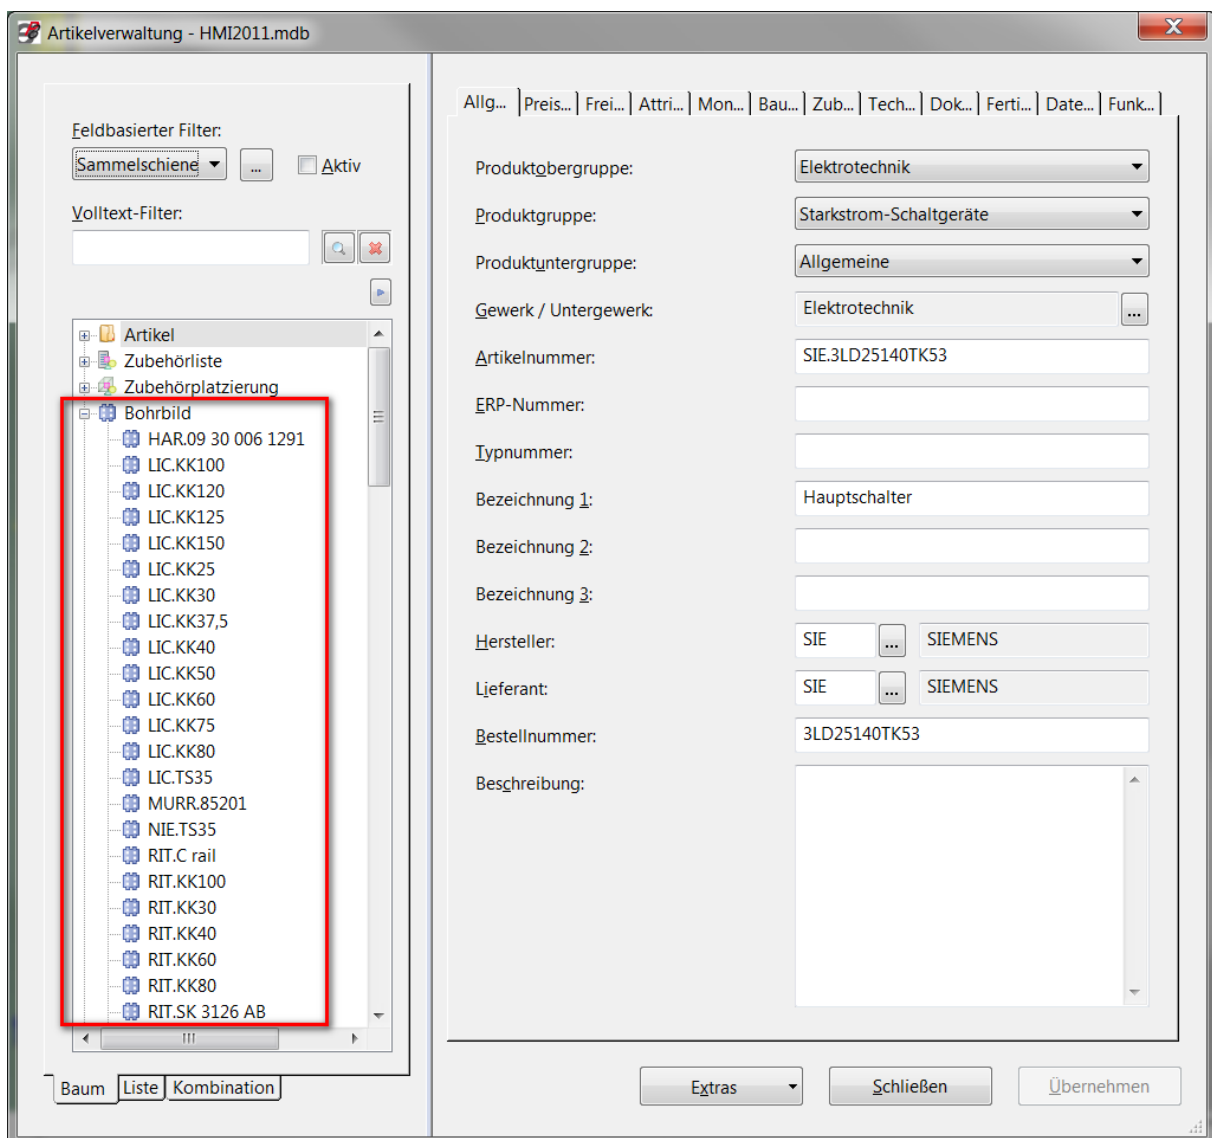 Artikelverwaltung - HMI2011.mdb
X
Feldbasierter Filter:
Sammelschiene
...
Aktiv
Volltext-Filter:
Artikel
Zubehörliste
Zubehörplatzierung
Bohrbild
HAR.09 30 006 1291
LIC.KK100
LIC.KK120
LIC.KK125
LIC.KK150
LIC.KK25
LIC.KK30
LIC.KK37,5
LIC.KK40
LIC.KK50
LIC.KK60
LIC.KK75
LIC.KK80
LIC.TS35
MURR.85201
NIE.TS35
RIT.C rail
RIT.KK100
RIT.KK30
RIT.KK40
RIT.KK60
RIT.KK80
RIT.SK 3126 AB
Baum Liste Kombination
Allg... Preis... Frei... Attri... Mon... Bau... Zub... Tech... Dok... Ferti... Date... Funk...
Produktobergruppe: Elektrotechnik
Produktgruppe: Starkstrom-Schaltgeräte
Produktuntergruppe: Allgemeine
Gewerk / Untergewerk: Elektrotechnik ...
Artikelnummer: SIE.3LD25140TK53
ERP-Nummer:
Typnummer:
Bezeichnung 1: Hauptschalter
Bezeichnung 2:
Bezeichnung 3:
Hersteller: SIE ... SIEMENS
Lieferant: SIE ... SIEMENS
Bestellnummer: 3LD25140TK53
Beschreibung:
Extras Schließen Übernehmen